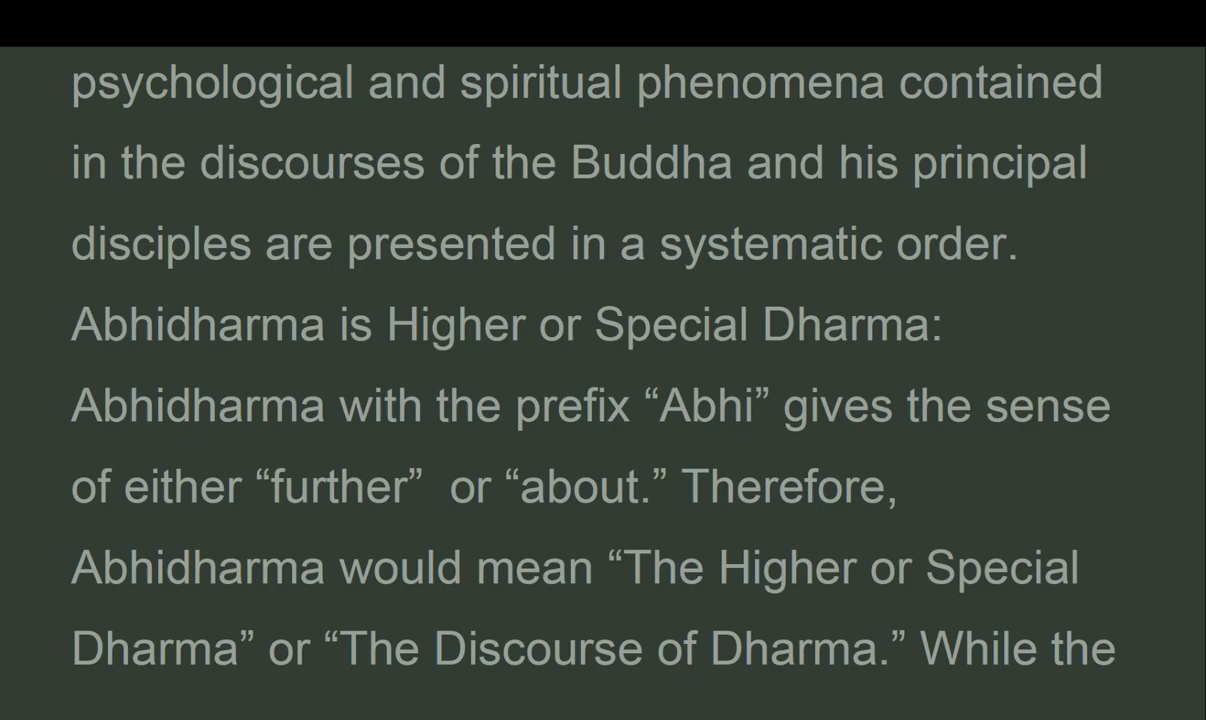 psychological and spiritual phenomena contained
in the discourses of the Buddha and his principal
disciples are presented in a systematic order.
Abhidharma is Higher or Special Dharma:
Abhidharma with the prefix “Abhi” gives the sense
of either “further”  or “about.” Therefore,
Abhidharma would mean “The Higher or Special
Dharma” or “The Discourse of Dharma.” While the